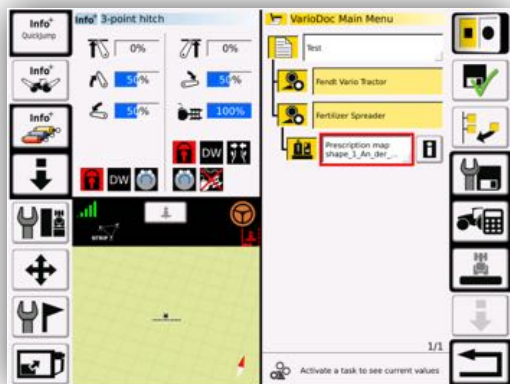 Info+
QuickJump
Info+
Info+
Info+ 3-point hitch
0%
0%
50%
50%
50%
100%
DW
DW
STRIP 7
VarioDoc Main Menu
Test
Fendt Vario Tractor
Fertilizer Spreader
Prescription map
shape_1_An_der_...
1/1
Activate a task to see current values